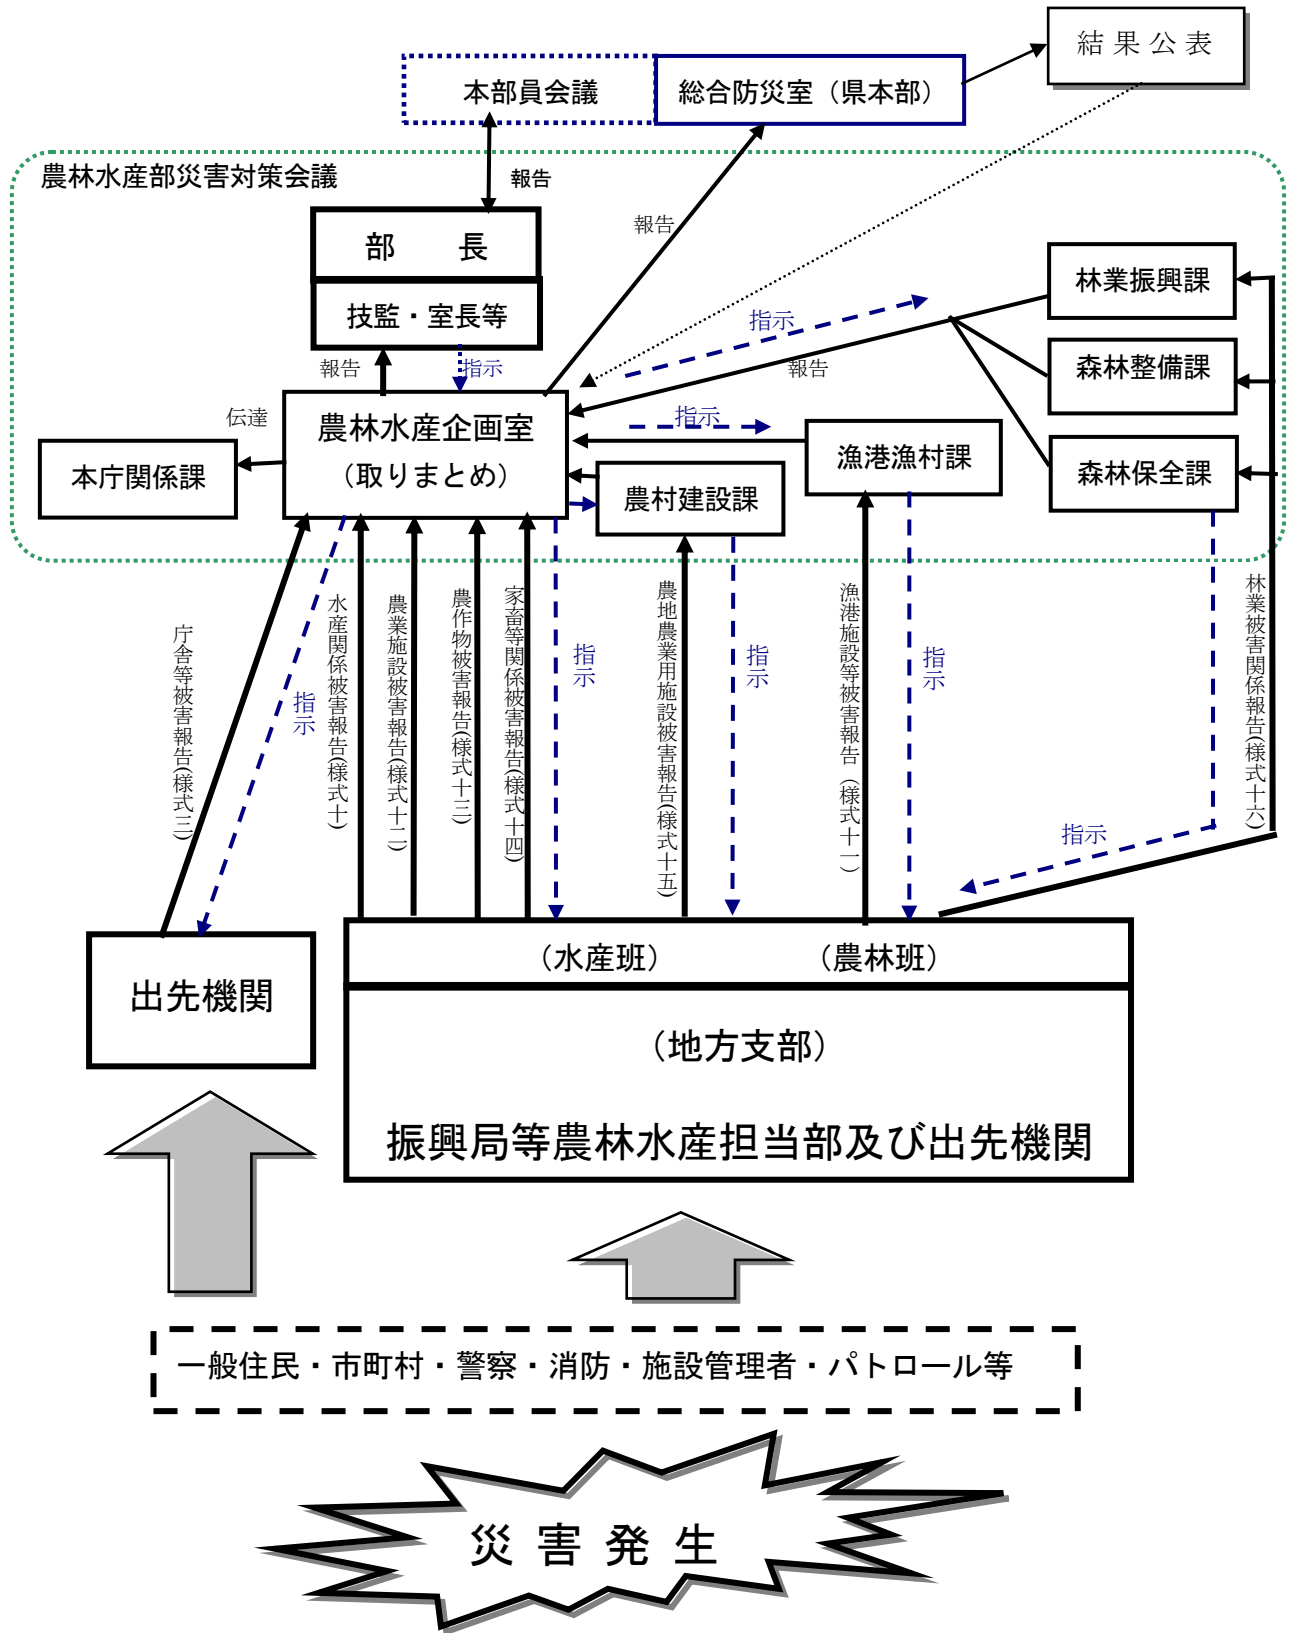 結果公表
本部員会議
総合防災室（県本部）
農林水産部災害対策会議
報告
報告
部　　長
技監・室長等
林業振興課
指示
報告
指示
報告
森林整備課
伝達
農林水産企画室
（取りまとめ）
指示
漁港漁村課
森林保全課
本庁関係課
農村建設課
庁舎等被害報告(様式三)
指示
水産関係被害報告(様式十)
農業施設被害報告(様式十二)
農作物被害報告(様式十三)
家畜等関係被害報告(様式十四)
指示
農地農業用施設被害報告(様式十五)
指示
漁港施設等被害報告（様式十一）
指示
林業被害関係報告(様式十六)
指示
出先機関
（水産班）
（農林班）
（地方支部）
振興局等農林水産担当部及び出先機関
一般住民・市町村・警察・消防・施設管理者・パトロール等
災害発生